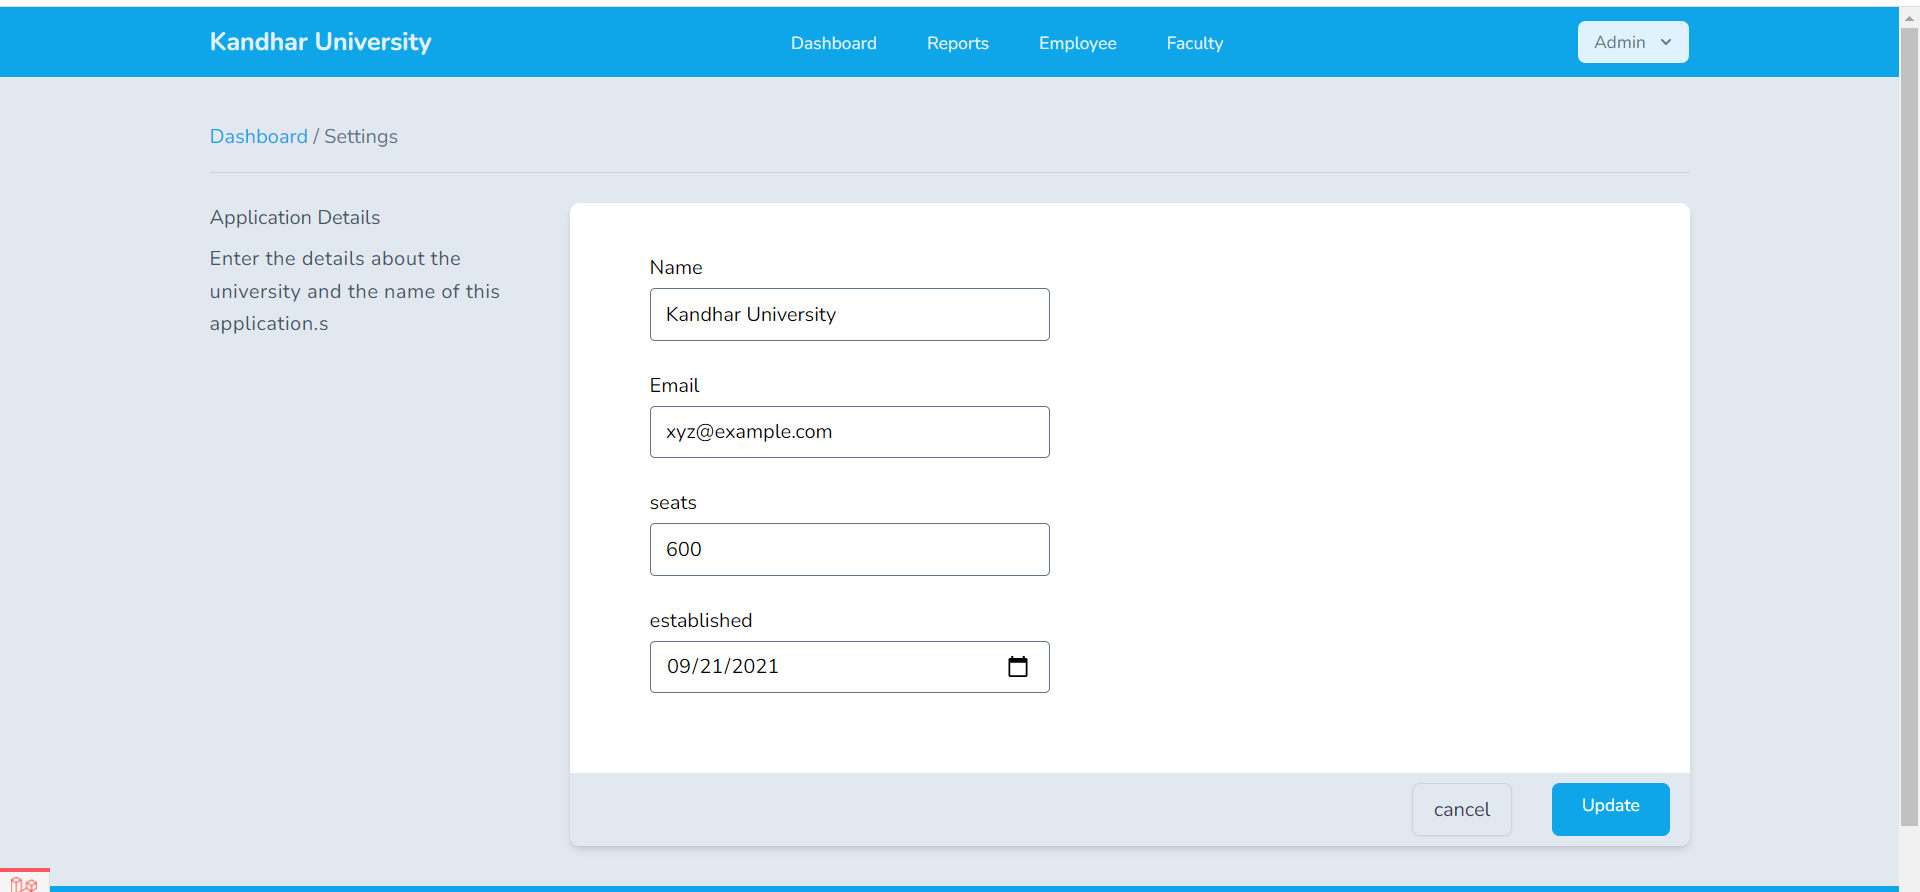 Kandhar University
Dashboard Reports Employee Faculty
Admin
Dashboard / Settings
Application Details
Enter the details about the
university and the name of this
application.s
Name
Kandhar University
Email
xyz@example.com
seats
600
established
09/21/2021
cancel
Update